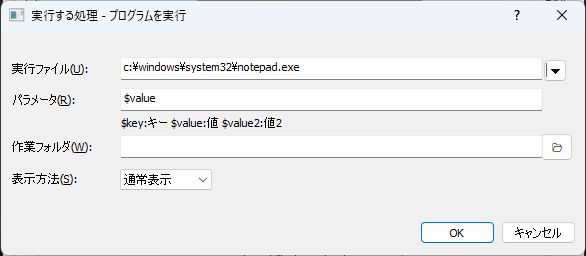 実行する処理 - プログラムを実行
実行ファイル(U): c:¥windows¥system32¥notepad.exe
パラメータ(R): $value
$key:キー $value:値 $value2:値2
作業フォルダ(W):
表示方法(S): 通常表示
OK キャンセル